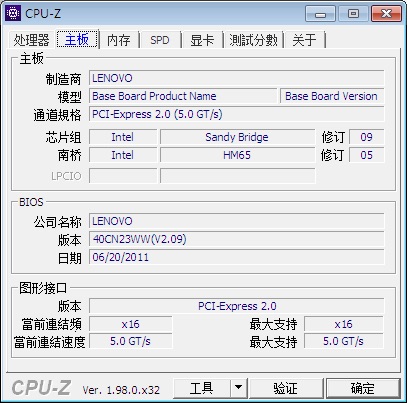 CPU-Z
处理器 主板 内存 SPD 显卡 測試分數 关于
主板
制造商 LENOVO
模型 Base Board Product Name Base Board Version
通道規格 PCI-Express 2.0 (5.0 GT/s)
芯片组 Intel Sandy Bridge 修订 09
南桥 Intel HM65 修订 05
LPCIO
BIOS
公司名称 LENOVO
版本 40CN23WW(V2.09)
日期 06/20/2011
图形接口
版本 PCI-Express 2.0
當前連結頻 x16 最大支持 x16
當前連结速度 5.0 GT/s 最大支持 5.0 GT/s
CPU-Z Ver. 1.98.0.x32 工具 验证 确定